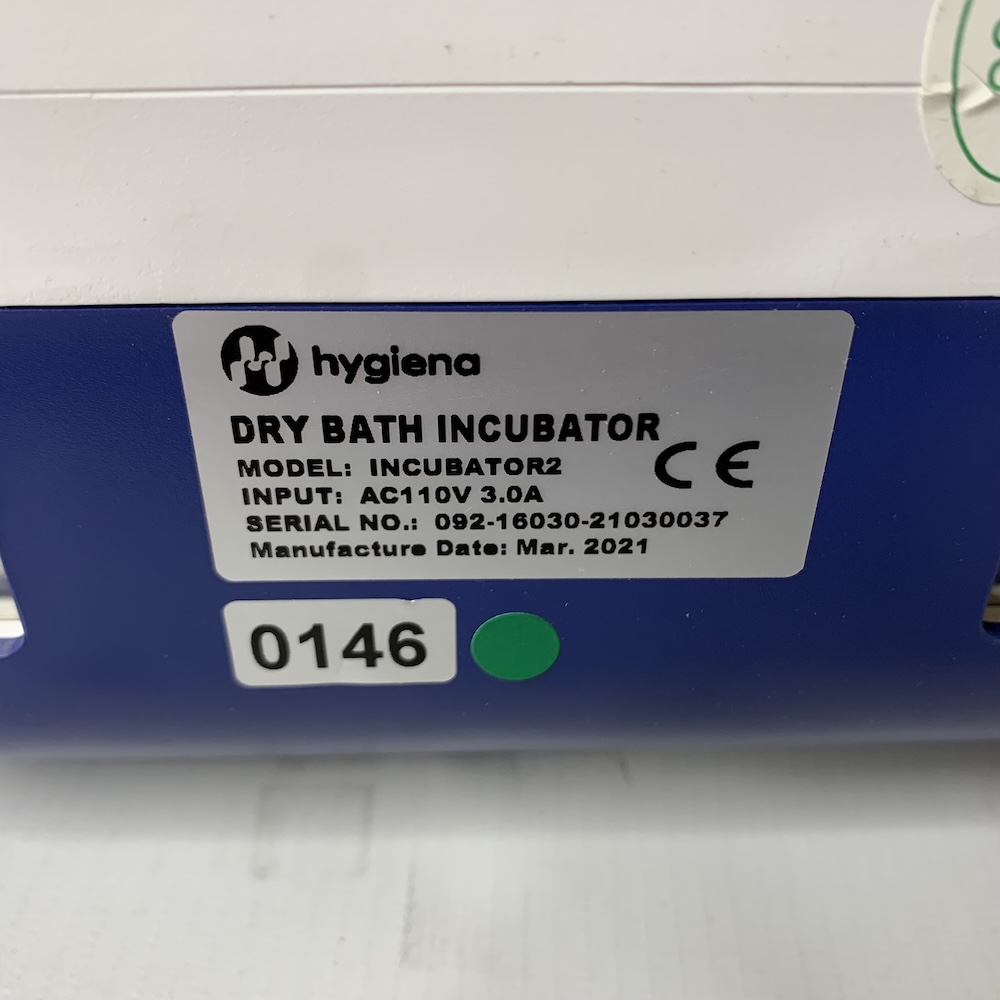 hygiena
DRY BATH INCUBATOR
MODEL: INCUBATOR2
CE
INPUT: AC110V 3.0A
SERIAL NO.: 092-16030-21030037
Manufacture Date: Mar. 2021
0146